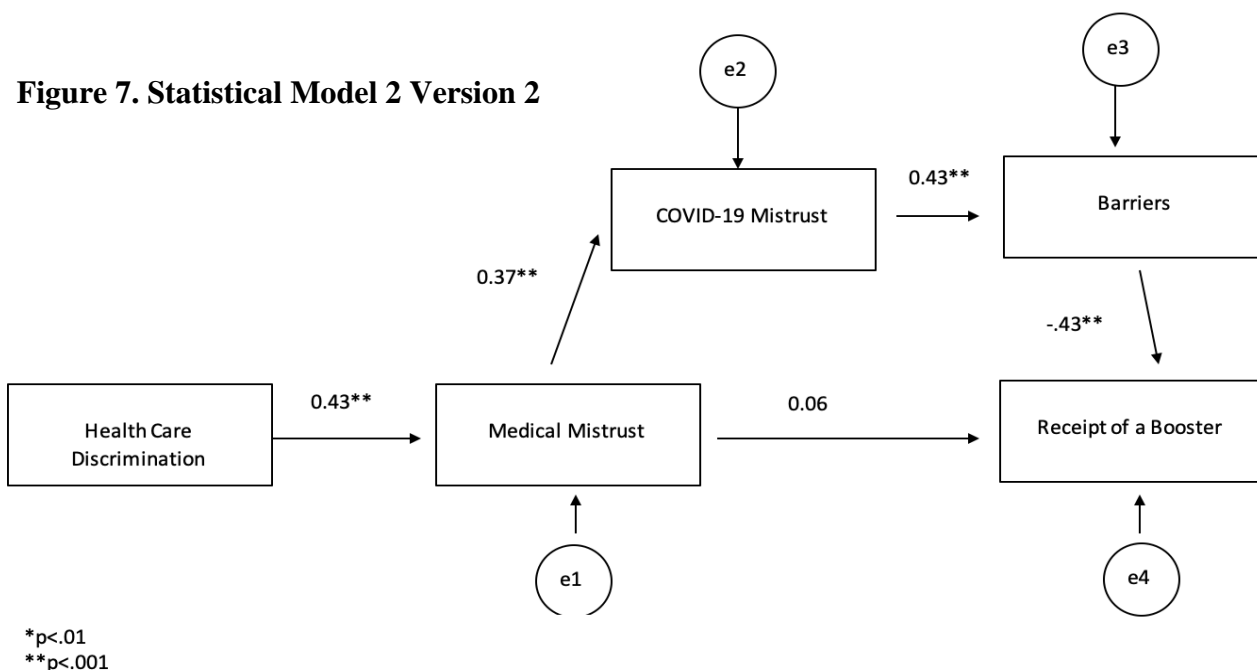 e3
e2
Figure 7. Statistical Model 2 Version 2
0.43**
COVID-19 Mistrust
Barriers
0.37**
-.43**
0.43**
0.06
Health Care
Discrimination
Medical Mistrust
Receipt of a Booster
e1
e4
*p<.01
**p<.001